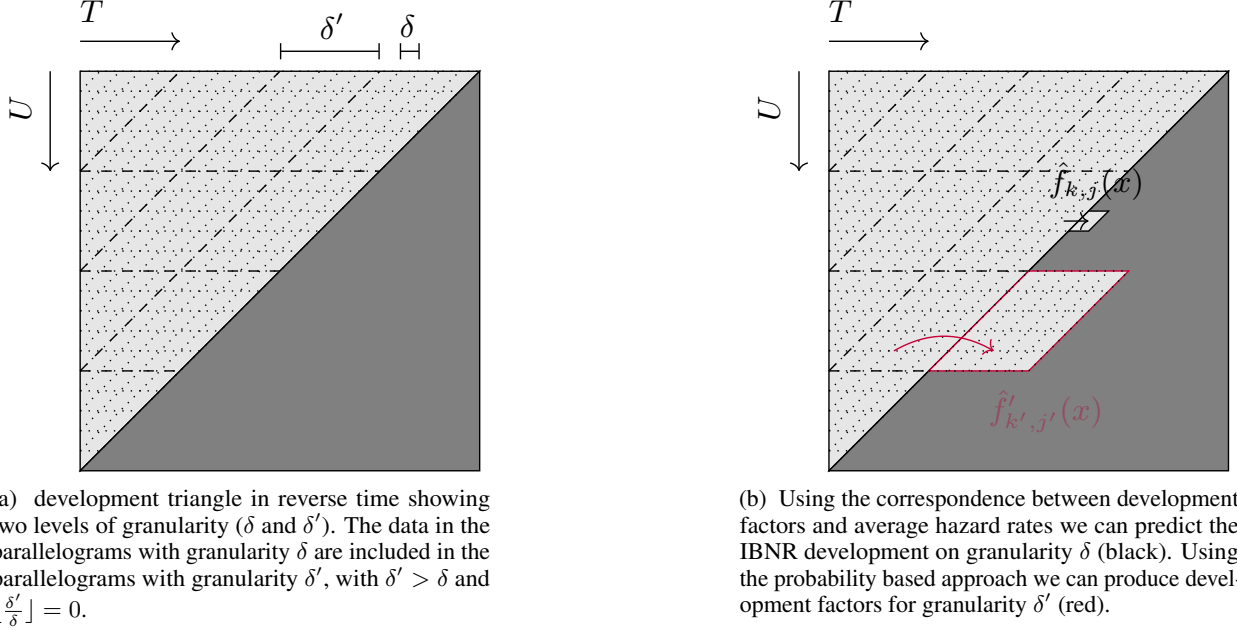 T
δ′ δ
U
a) development triangle in reverse time showing
wo levels of granularity (δ and δ′). The data in the
parallelograms with granularity δ are included in the
parallelograms with granularity δ′, with δ′ > δ and
δ′/δ⌋ = 0.
T
U
f̂k,j(x)
f̂′k′,j′(x)
(b) Using the correspondence between development
factors and average hazard rates we can predict the
IBNR development on granularity δ (black). Using
the probability based approach we can produce devel-
opment factors for granularity δ′ (red).